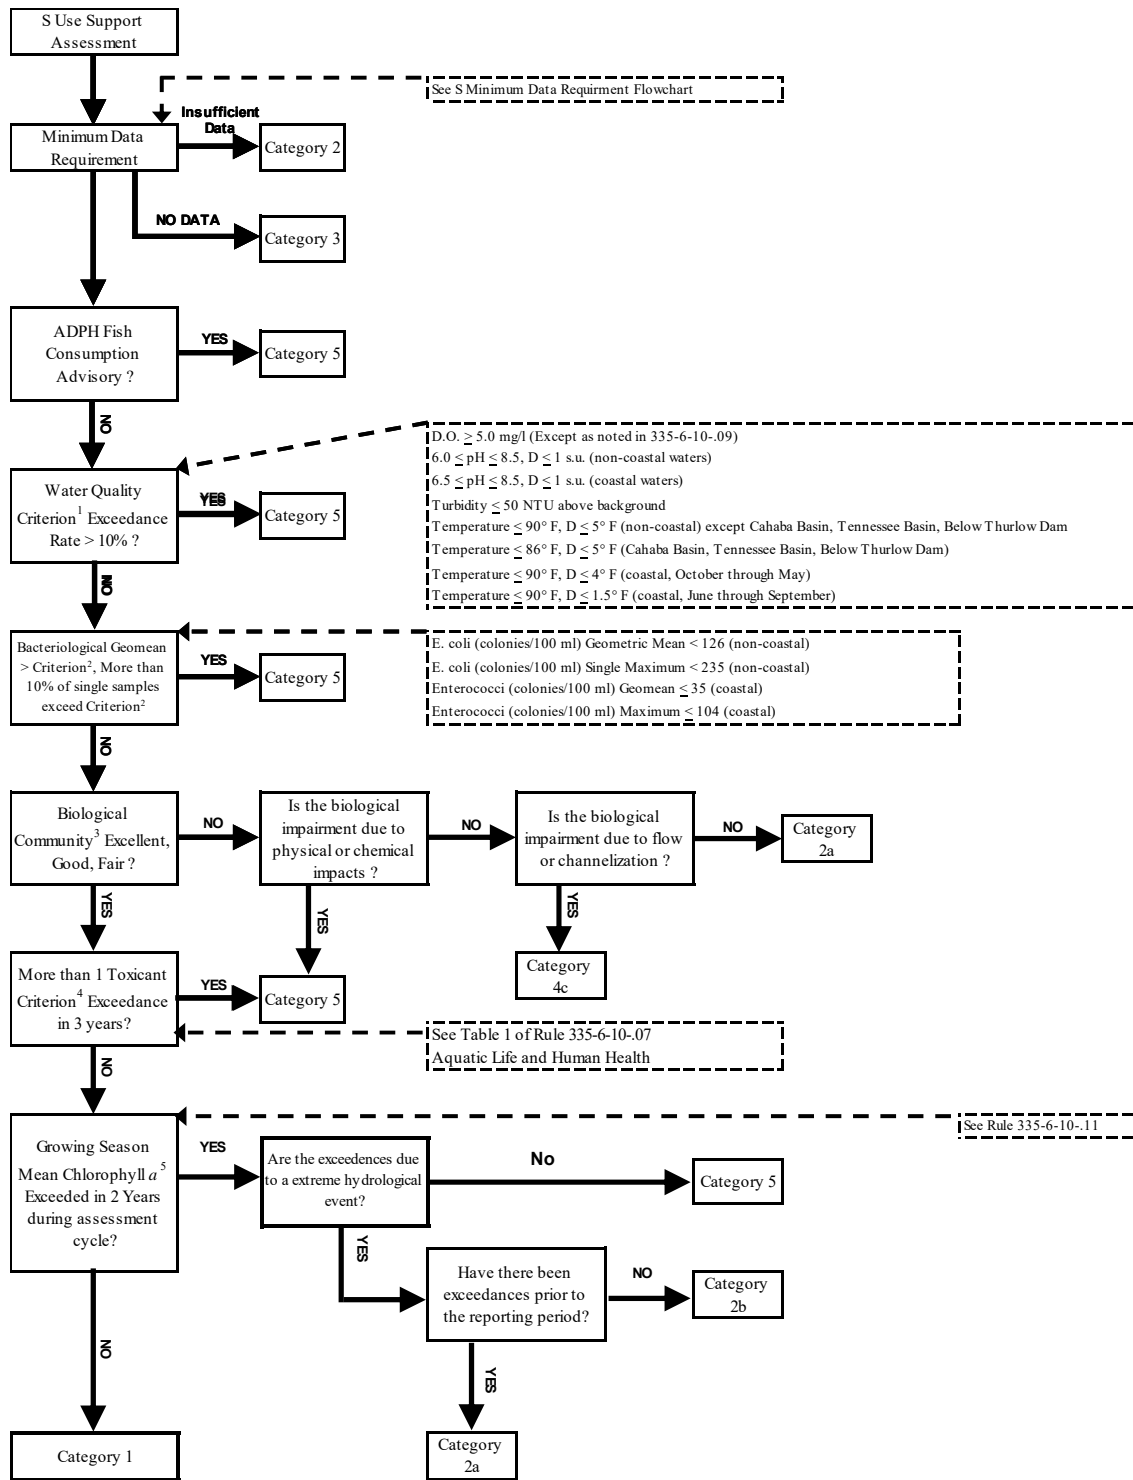 S Use Support
Assessment
See S Minimum Data Requirment Flowchart
Insufficient
Data
Minimum Data
Requirement
Category 2
NO DATA
Category 3
ADPH Fish
Consumption
Advisory ?
YES
Category 5
NO
D.O. ≥ 5.0 mg/l (Except as noted in 335-6-10-.09)
6.0 ≤ pH ≤ 8.5, D ≤ 1 s.u. (non-coastal waters)
6.5 ≤ pH ≤ 8.5, D ≤ 1 s.u. (coastal waters)
Turbidity ≤ 50 NTU above background
Temperature ≤ 90° F, D ≤ 5° F (non-coastal) except Cahaba Basin, Tennessee Basin, Below Thurlow Dam
Temperature ≤ 86° F, D ≤ 5° F (Cahaba Basin, Tennessee Basin, Below Thurlow Dam)
Temperature ≤ 90° F, D ≤ 4° F (coastal, October through May)
Temperature ≤ 90° F, D ≤ 1.5° F (coastal, June through September)
Water Quality
Criterion¹ Exceedance
Rate > 10% ?
YES
Category 5
NO
E. coli (colonies/100 ml) Geometric Mean < 126 (non-coastal)
E. coli (colonies/100 ml) Single Maximum < 235 (non-coastal)
Enterococci (colonies/100 ml) Geomean ≤ 35 (coastal)
Enterococci (colonies/100 ml) Maximum ≤ 104 (coastal)
Bacteriological Geomean
> Criterion², More than
10% of single samples
exceed Criterion²
YES
Category 5
NO
Biological
Community³ Excellent,
Good, Fair ?
NO
Is the biological
impairment due to
physical or chemical
impacts ?
NO
Is the biological
impairment due to flow
or channelization ?
NO
Category
2a
YES
YES
YES
More than 1 Toxicant
Criterion⁴ Exceedance
in 3 years?
YES
Category 5
Category
4c
See Table 1 of Rule 335-6-10-.07
Aquatic Life and Human Health
NO
See Rule 335-6-10-.11
Growing Season
Mean Chlorophyll a⁵
Exceeded in 2 Years
during assessment
cycle?
YES
Are the exceedences due
to a extreme hydrological
event?
No
Category 5
YES
Have there been
exceedances prior to
the reporting period?
NO
Category
2b
NO
YES
Category 1
Category
2a